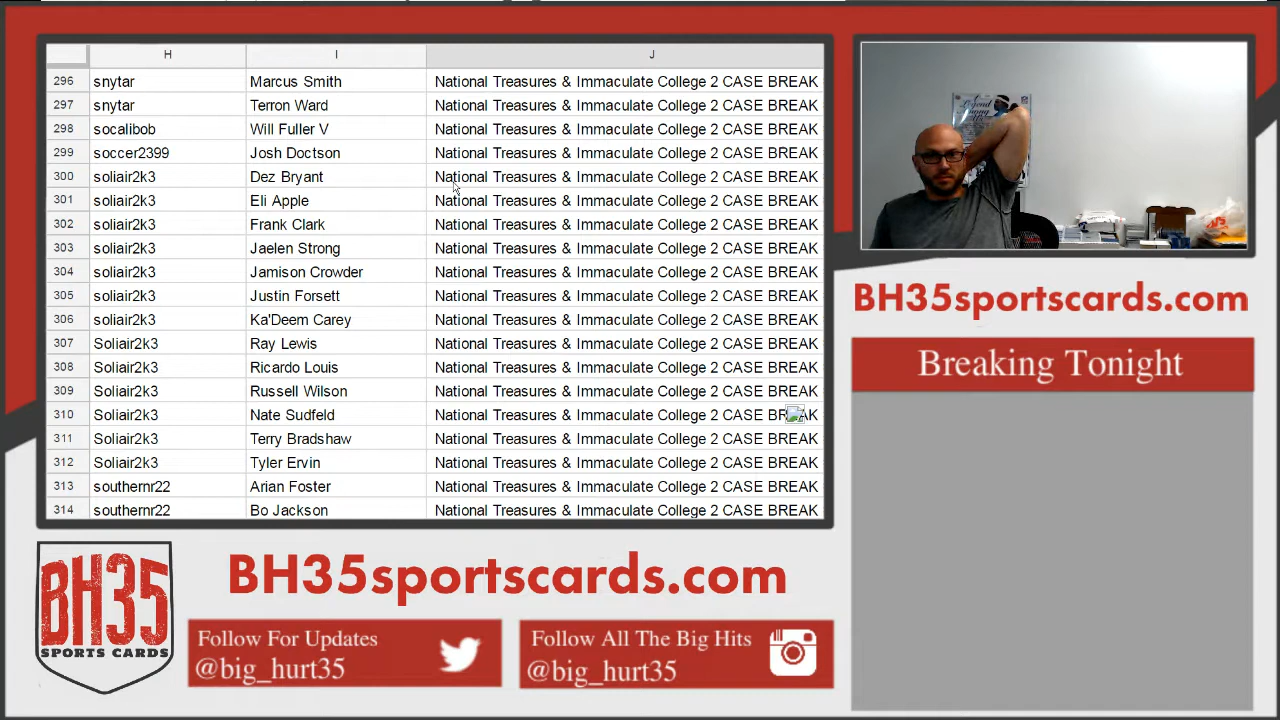 H I J
296 snytar Marcus Smith National Treasures & Immaculate College 2 CASE BREAK
297 snytar Terron Ward National Treasures & Immaculate College 2 CASE BREAK
298 socalibob Will Fuller V National Treasures & Immaculate College 2 CASE BREAK
299 soccer2399 Josh Doctson National Treasures & Immaculate College 2 CASE BREAK
300 soliair2k3 Dez Bryant National Treasures & Immaculate College 2 CASE BREAK
301 soliair2k3 Eli Apple National Treasures & Immaculate College 2 CASE BREAK
302 soliair2k3 Frank Clark National Treasures & Immaculate College 2 CASE BREAK
303 soliair2k3 Jaelen Strong National Treasures & Immaculate College 2 CASE BREAK
304 soliair2k3 Jamison Crowder National Treasures & Immaculate College 2 CASE BREAK
305 soliair2k3 Justin Forsett National Treasures & Immaculate College 2 CASE BREAK
306 soliair2k3 Ka'Deem Carey National Treasures & Immaculate College 2 CASE BREAK
307 Soliair2k3 Ray Lewis National Treasures & Immaculate College 2 CASE BREAK
308 Soliair2k3 Ricardo Louis National Treasures & Immaculate College 2 CASE BREAK
309 Soliair2k3 Russell Wilson National Treasures & Immaculate College 2 CASE BREAK
310 Soliair2k3 Nate Sudfeld National Treasures & Immaculate College 2 CASE BREAK
311 Soliair2k3 Terry Bradshaw National Treasures & Immaculate College 2 CASE BREAK
312 Soliair2k3 Tyler Ervin National Treasures & Immaculate College 2 CASE BREAK
313 southernr22 Arian Foster National Treasures & Immaculate College 2 CASE BREAK
314 southernr22 Bo Jackson National Treasures & Immaculate College 2 CASE BREAK
Legend
BH35sportscards.com
Breaking Tonight
BH35
SPORTS CARDS
BH35sportscards.com
Follow For Updates
@big_hurt35
Follow All The Big Hits
@big_hurt35